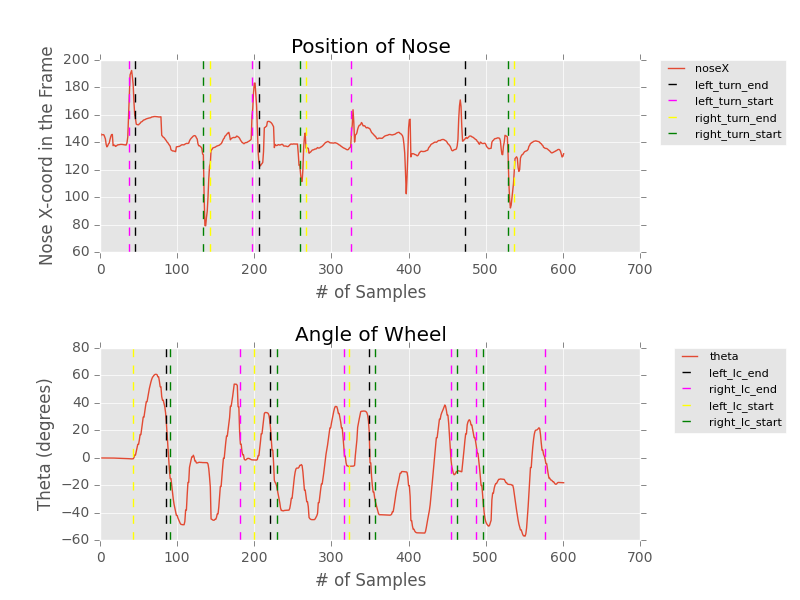 Position of Nose
Nose X-coord in the Frame
200
180
160
140
120
100
80
60
0 100 200 300 400 500 600 700
# of Samples
noseX
left_turn_end
left_turn_start
right_turn_end
right_turn_start
Angle of Wheel
Theta (degrees)
80
60
40
20
0
−20
−40
−60
0 100 200 300 400 500 600 700
# of Samples
theta
left_lc_end
right_lc_end
left_lc_start
right_lc_start